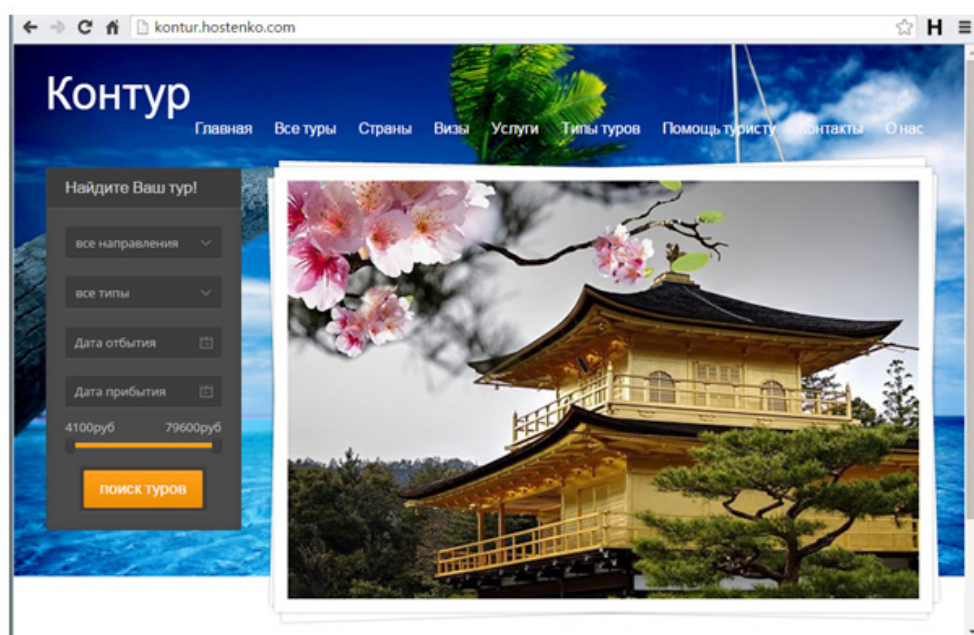 kontur.hostenko.com
H
Контур
Главная Все туры Страны Визы Услуги Типы туров Помощь туристу Контакты О нас
Найдите Ваш тур!
все направления
все типы
Дата отбытия
Дата прибытия
4100руб 79600руб
поиск туров